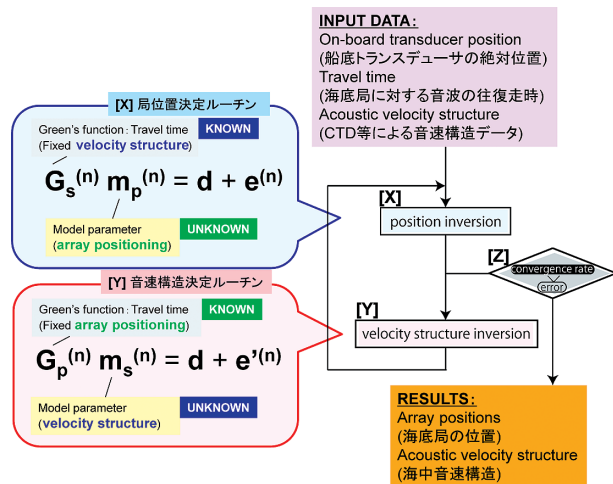 INPUT DATA:
On-board transducer position
(船底トランスデューサの絶対位置)
Travel time
(海底局に対する音波の往復走時)
Acoustic velocity structure
(CTD等による音速構造データ)
[X] 局位置決定ルーチン
Green's function : Travel time
(Fixed velocity structure)
KNOWN
Gs(n) mp(n) = d + e(n)
Model parameter
(array positioning)
UNKNOWN
[X]
position inversion
[Z]
convergence rate
error
[Y] 音速構造決定ルーチン
Green's function : Travel time
(Fixed array positioning)
KNOWN
Gp(n) ms(n) = d + e'(n)
Model parameter
(velocity structure)
UNKNOWN
[Y]
velocity structure inversion
RESULTS:
Array positions
(海底局の位置)
Acoustic velocity structure
(海中音速構造)